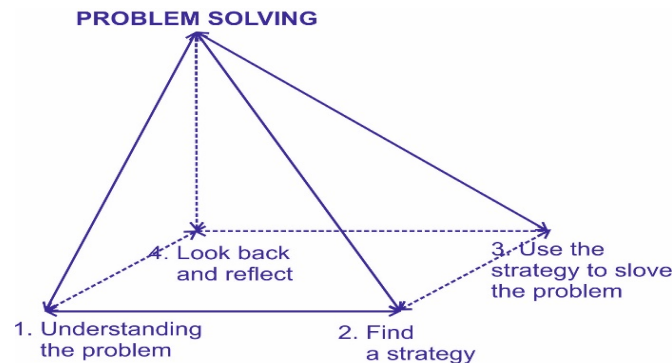 PROBLEM SOLVING
4. Look back
and reflect
3. Use the
strategy to slove
the problem
1. Understanding
the problem
2. Find
a strategy